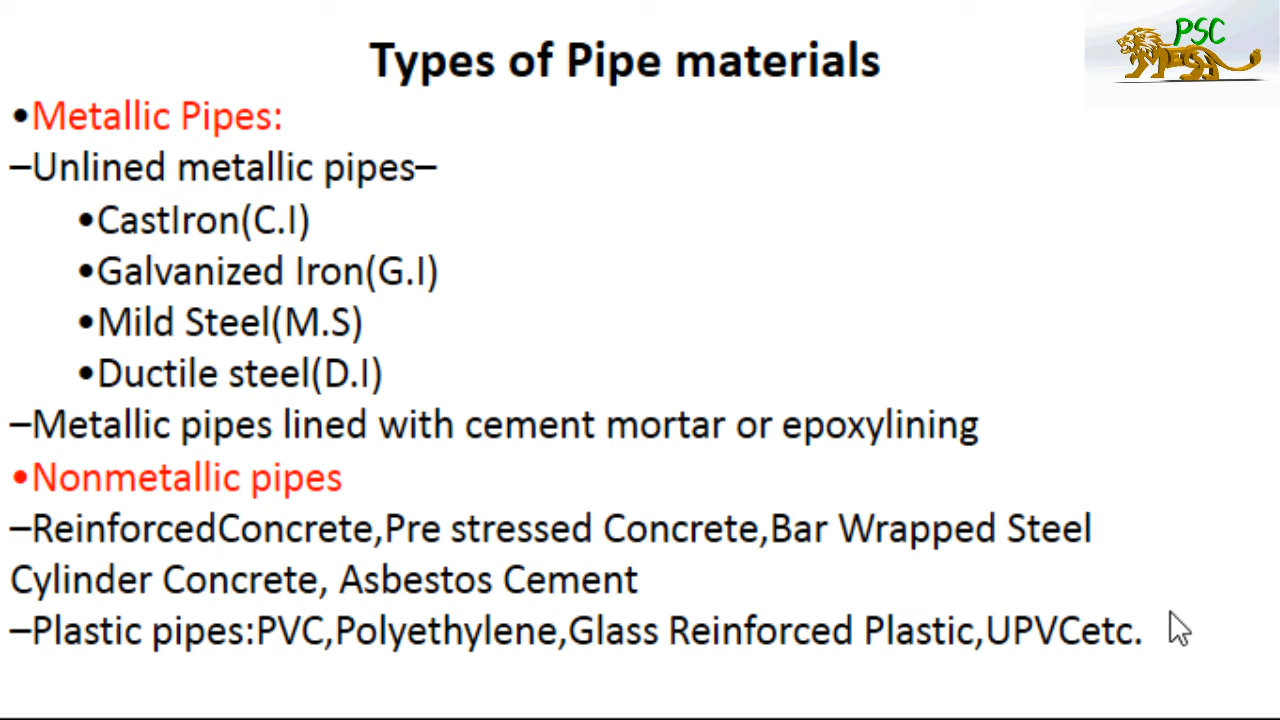 Types of Pipe materials
PSC
•Metallic Pipes:
–Unlined metallic pipes–
•CastIron(C.I)
•Galvanized Iron(G.I)
•Mild Steel(M.S)
•Ductile steel(D.I)
–Metallic pipes lined with cement mortar or epoxylining
•Nonmetallic pipes
–ReinforcedConcrete,Pre stressed Concrete,Bar Wrapped Steel
Cylinder Concrete, Asbestos Cement
–Plastic pipes:PVC,Polyethylene,Glass Reinforced Plastic,UPVCetc.